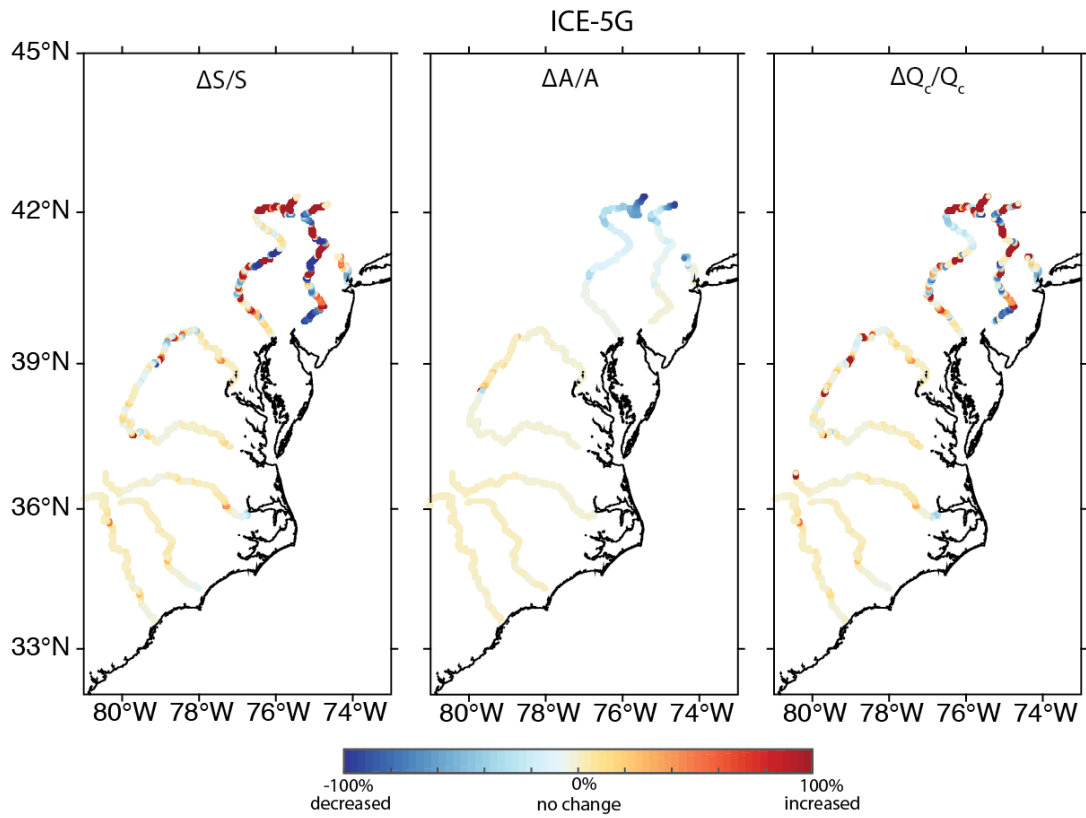 ICE-5G
ΔS/S
ΔA/A
ΔQc/Qc
45°N
42°N
39°N
36°N
33°N
80°W 78°W 76°W 74°W
80°W 78°W 76°W 74°W
80°W 78°W 76°W 74°W
-100% 0% 100%
decreased no change increased